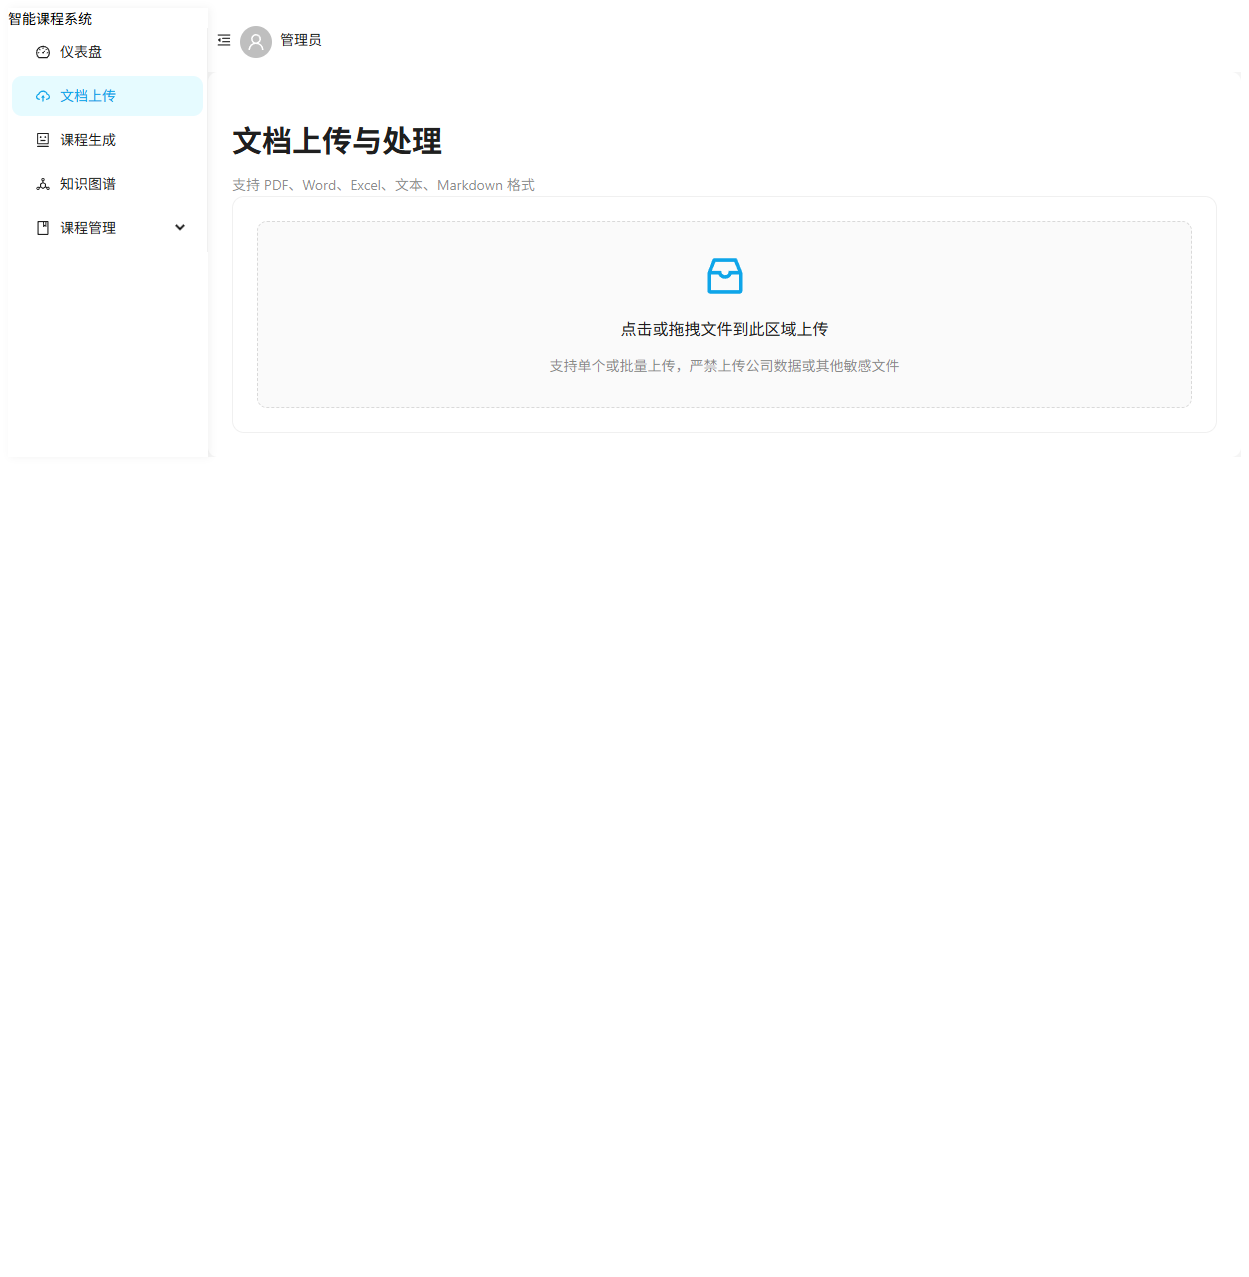 智能课程系统
仪表盘
文档上传
课程生成
知识图谱
课程管理
管理员
文档上传与处理
支持 PDF、Word、Excel、文本、Markdown 格式
点击或拖拽文件到此区域上传
支持单个或批量上传，严禁上传公司数据或其他敏感文件